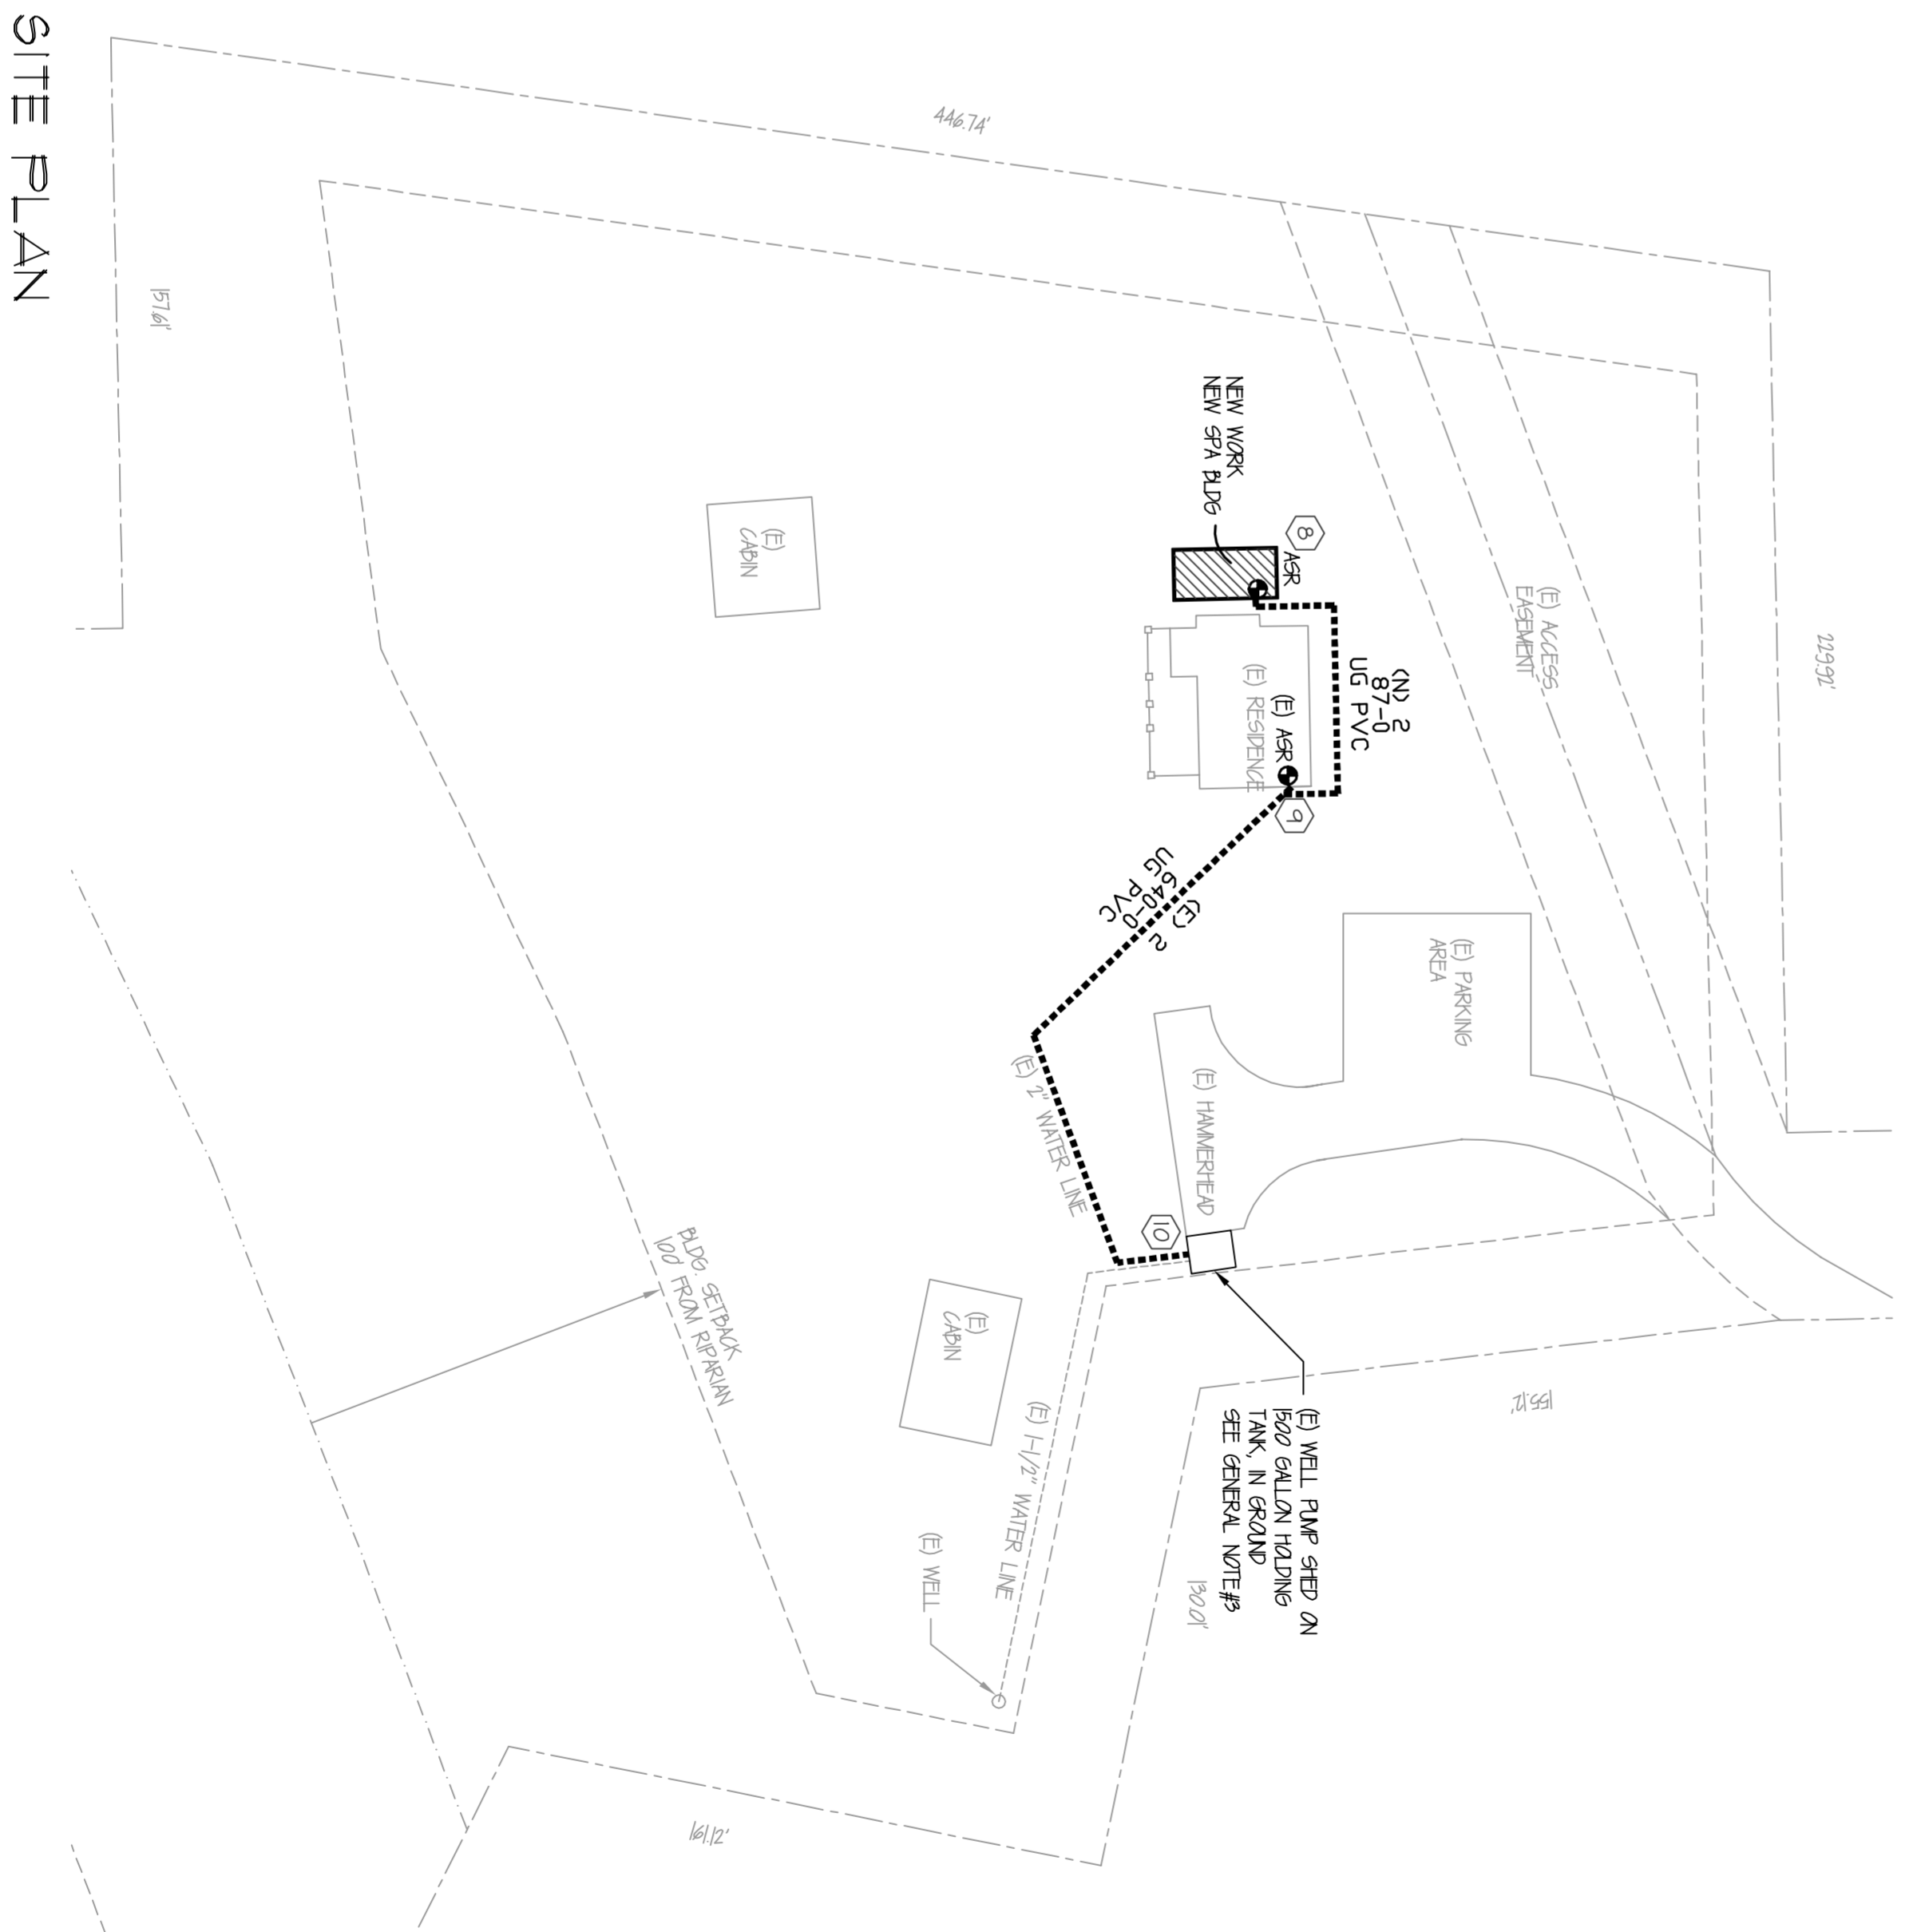 SITE PLAN
446.74'
157.61'
229.92'
(E) ACCESS
EASEMENT
NEW WORK
NEW SPA BLDG
8
ASR
(E)
CABIN
(N) 2
87-0
UG PVC
(E) ASR
(E) RESIDENCE
9
(E) 2
640-0
UG PVC
(E) PARKING
AREA
(E) HAMMERHEAD
(E) 2" WATER LINE
10
BLDG. SETBACK
100' FROM RIPARIAN
(E)
CABIN
(E) 1-1/2" WATER LINE
(E) WELL
(E) WELL PUMP SHED ON
1500 GALLON HOLDING
TANK, IN GROUND
SEE GENERAL NOTE #3
155.12'
130.01'
161.12'